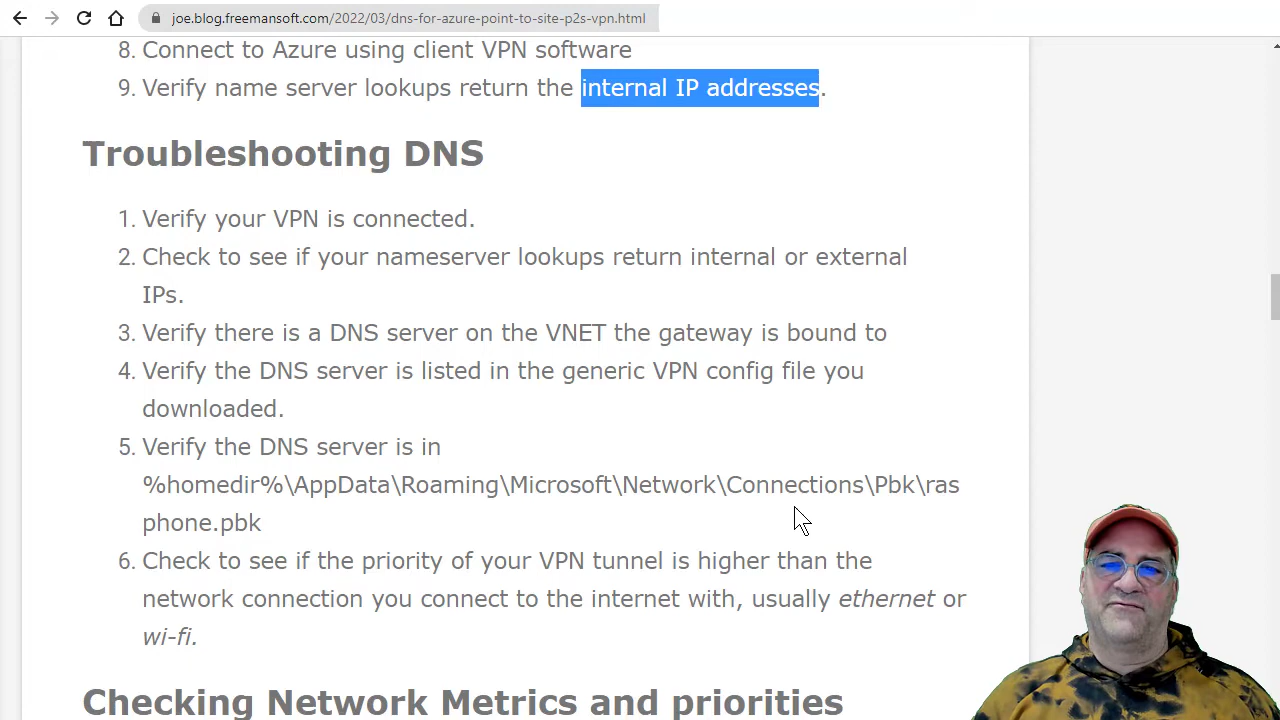 joe.blog.freemansoft.com/2022/03/dns-for-azure-point-to-site-p2s-vpn.html
8. Connect to Azure using client VPN software
9. Verify name server lookups return the internal IP addresses.
Troubleshooting DNS
1. Verify your VPN is connected.
2. Check to see if your nameserver lookups return internal or external
IPs.
3. Verify there is a DNS server on the VNET the gateway is bound to
4. Verify the DNS server is listed in the generic VPN config file you
downloaded.
5. Verify the DNS server is in
%homedir%\AppData\Roaming\Microsoft\Network\Connections\Pbk\ras
phone.pbk
6. Check to see if the priority of your VPN tunnel is higher than the
network connection you connect to the internet with, usually ethernet or
wi-fi.
Checking Network Metrics and priorities